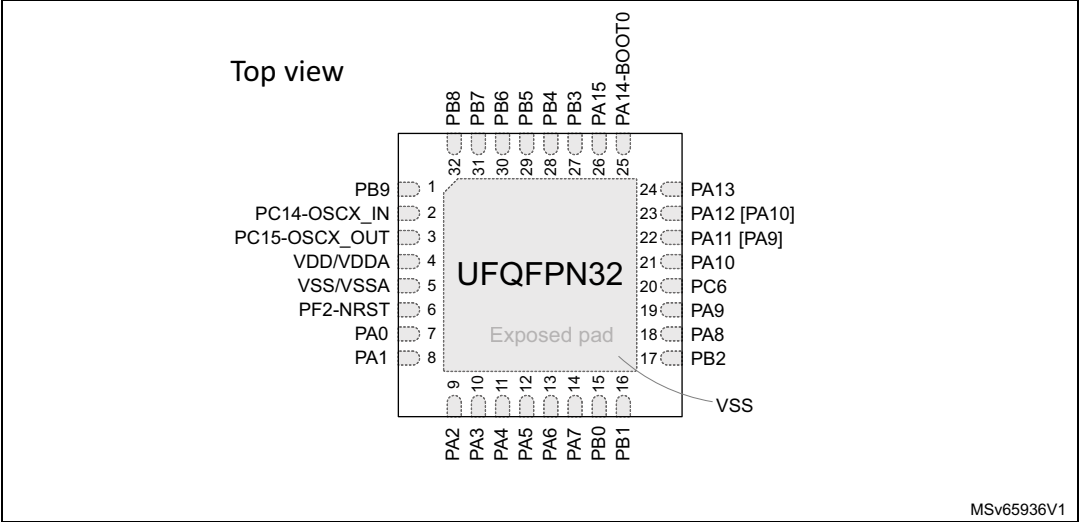 Top view
PB8
PB7
PB6
PB5
PB4
PB3
PA15
PA14-BOOT0
32
31
30
29
28
27
26
25
PB9 1
PC14-OSCX_IN 2
PC15-OSCX_OUT 3
VDD/VDDA 4
VSS/VSSA 5
PF2-NRST 6
PA0 7
PA1 8
UFQFPN32
Exposed pad
24 PA13
23 PA12 [PA10]
22 PA11 [PA9]
21 PA10
20 PC6
19 PA9
18 PA8
17 PB2
VSS
9
10
11
12
13
14
15
16
PA2
PA3
PA4
PA5
PA6
PA7
PB0
PB1
MSv65936V1